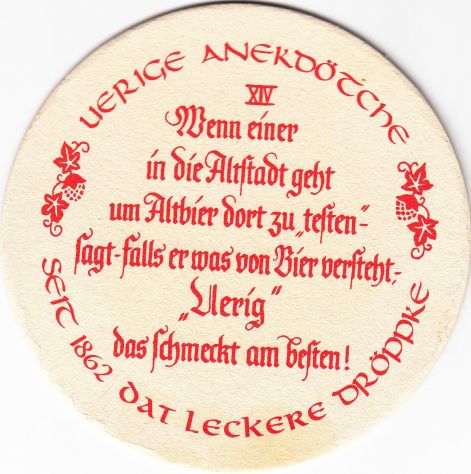 UERIGE ANEKDÖTCHE
XIV
Wenn einer
in die Altstadt geht
um Altbier dort zu „testen"-
sagt-falls er was von Bier versteht-,
„Uerig"
das schmeckt am besten!
SEIT 1862 DAT LECKERE DRÖPPKE